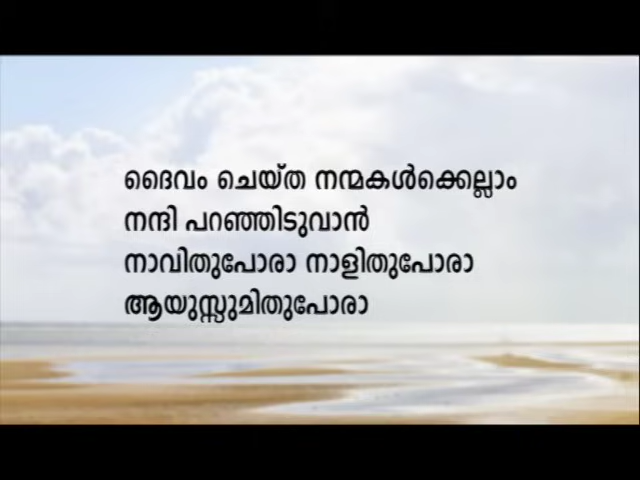 ദൈവം ചെയ്ത നന്മകൾക്കെല്ലാം
നന്ദി പറഞ്ഞിടുവാൻ
നാവിതുപോരാ നാളിതുപോരാ
ആയുസ്സുമിതുപോരാ